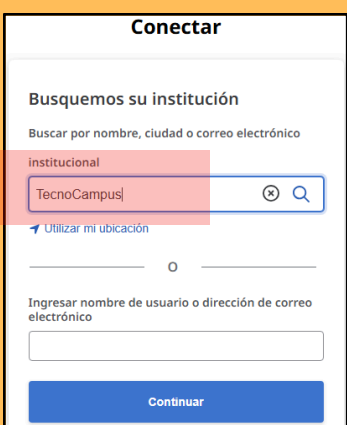 Conectar
Busquemos su institución
Buscar por nombre, ciudad o correo electrónico
institucional
TecnoCampus
Utilizar mi ubicación
O
Ingresar nombre de usuario o dirección de correo
electrónico
Continuar